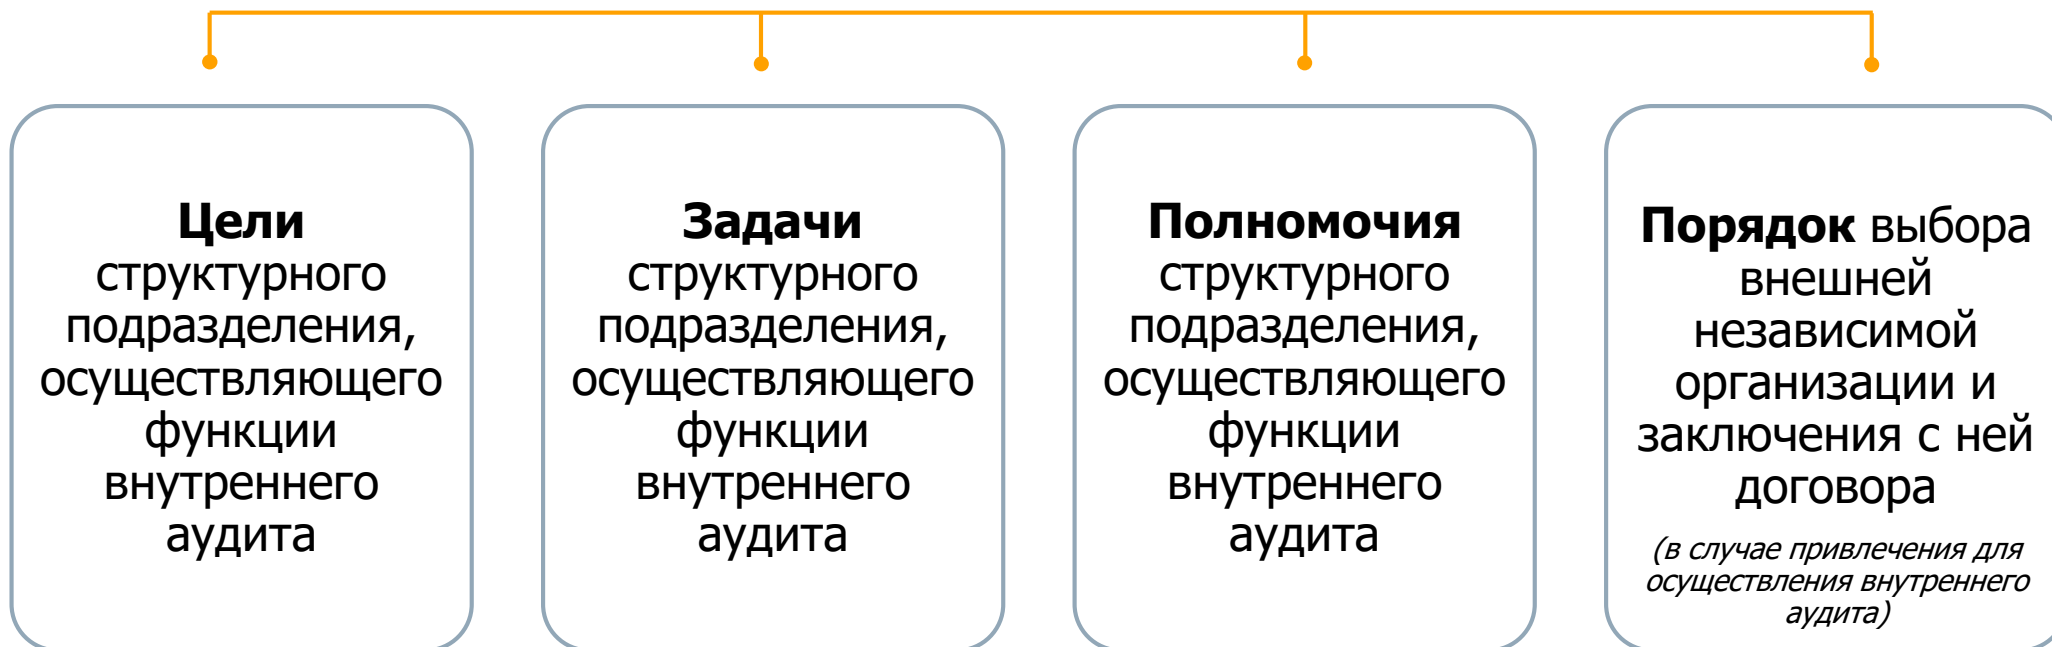 Цели
структурного
подразделения,
осуществляющего
функции
внутреннего
аудита
Задачи
структурного
подразделения,
осуществляющего
функции
внутреннего
аудита
Полномочия
структурного
подразделения,
осуществляющего
функции
внутреннего
аудита
Порядок выбора
внешней
независимой
организации и
заключения с ней
договора
(в случае привлечения для
осуществления внутреннего
аудита)